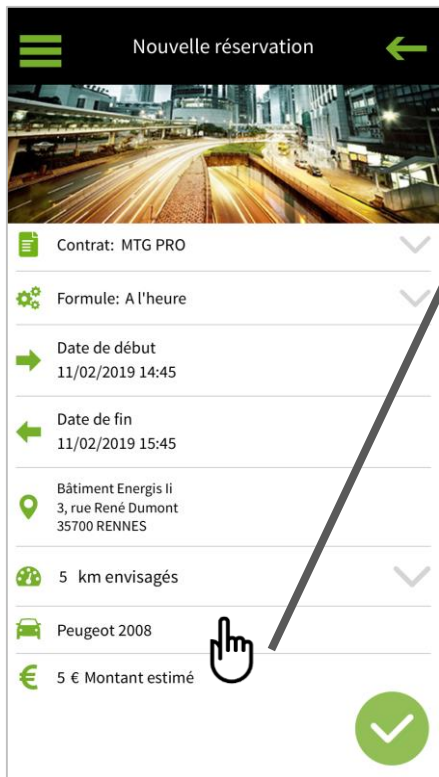 Nouvelle réservation
Contrat: MTG PRO
Formule: A l'heure
Date de début
11/02/2019 14:45
Date de fin
11/02/2019 15:45
Bâtiment Energis Ii
3, rue René Dumont
35700 RENNES
5 km envisagés
Peugeot 2008
€ 5 € Montant estimé